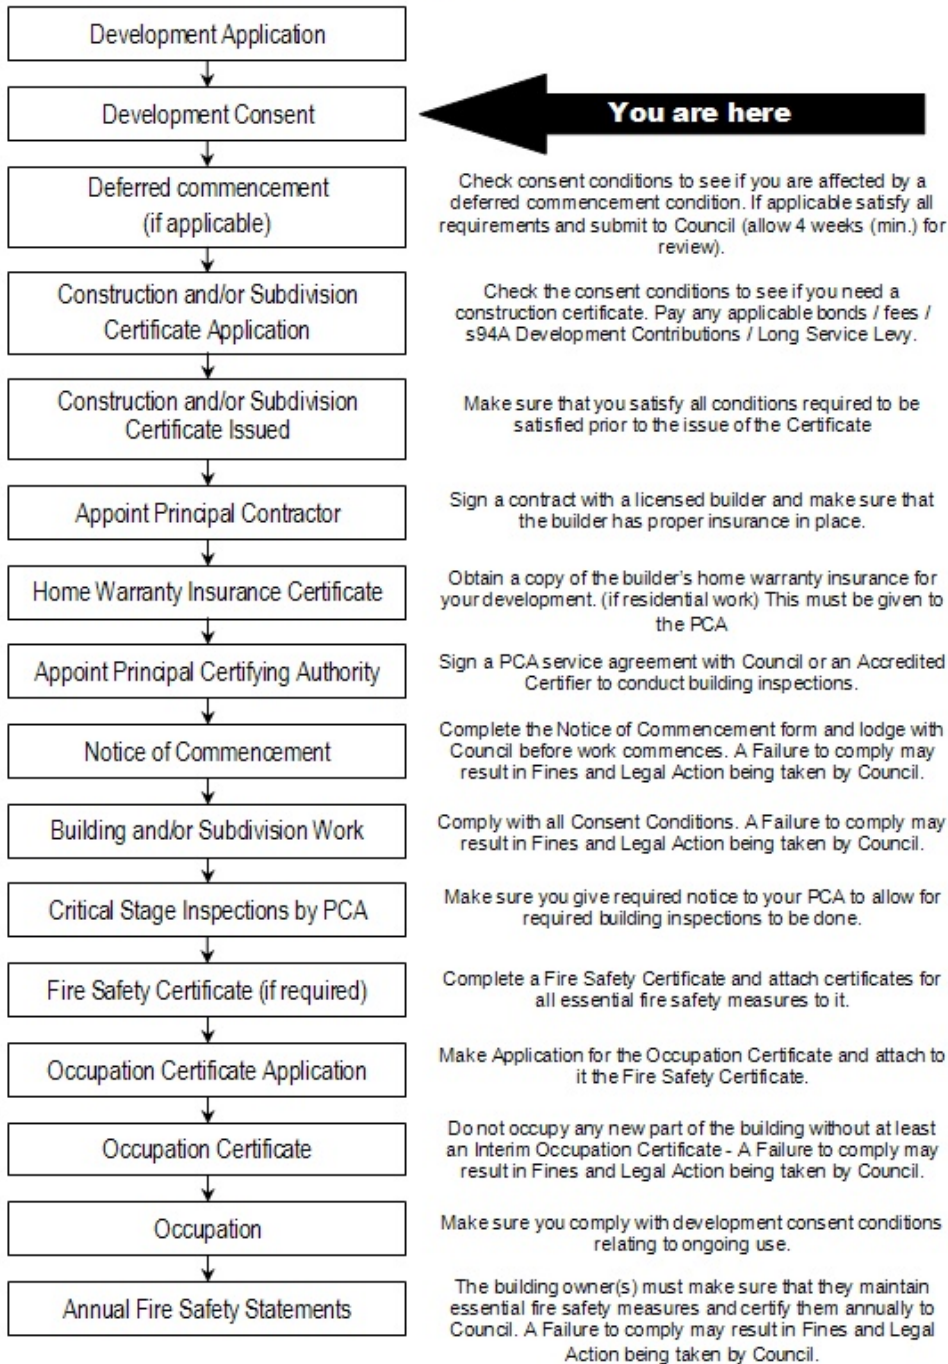 Development Application
Development Consent
You are here
Deferred commencement
(if applicable)
Check consent conditions to see if you are affected by a
deferred commencement condition. If applicable satisfy all
requirements and submit to Council (allow 4 weeks (min.) for
review).
Construction and/or Subdivision
Certificate Application
Check the consent conditions to see if you need a
construction certificate. Pay any applicable bonds / fees /
s94A Development Contributions / Long Service Levy.
Construction and/or Subdivision
Certificate Issued
Make sure that you satisfy all conditions required to be
satisfied prior to the issue of the Certificate
Appoint Principal Contractor
Sign a contract with a licensed builder and make sure that
the builder has proper insurance in place.
Home Warranty Insurance Certificate
Obtain a copy of the builder's home warranty insurance for
your development. (if residential work) This must be given to
the PCA
Appoint Principal Certifying Authority
Sign a PCA service agreement with Council or an Accredited
Certifier to conduct building inspections.
Notice of Commencement
Complete the Notice of Commencement form and lodge with
Council before work commences. A Failure to comply may
result in Fines and Legal Action being taken by Council.
Building and/or Subdivision Work
Comply with all Consent Conditions. A Failure to comply may
result in Fines and Legal Action being taken by Council.
Critical Stage Inspections by PCA
Make sure you give required notice to your PCA to allow for
required building inspections to be done.
Fire Safety Certificate (if required)
Complete a Fire Safety Certificate and attach certificates for
all essential fire safety measures to it.
Occupation Certificate Application
Make Application for the Occupation Certificate and attach to
it the Fire Safety Certificate.
Occupation Certificate
Do not occupy any new part of the building without at least
an Interim Occupation Certificate - A Failure to comply may
result in Fines and Legal Action being taken by Council.
Occupation
Make sure you comply with development consent conditions
relating to ongoing use.
Annual Fire Safety Statements
The building owner(s) must make sure that they maintain
essential fire safety measures and certify them annually to
Council. A Failure to comply may result in Fines and Legal
Action being taken by Council.